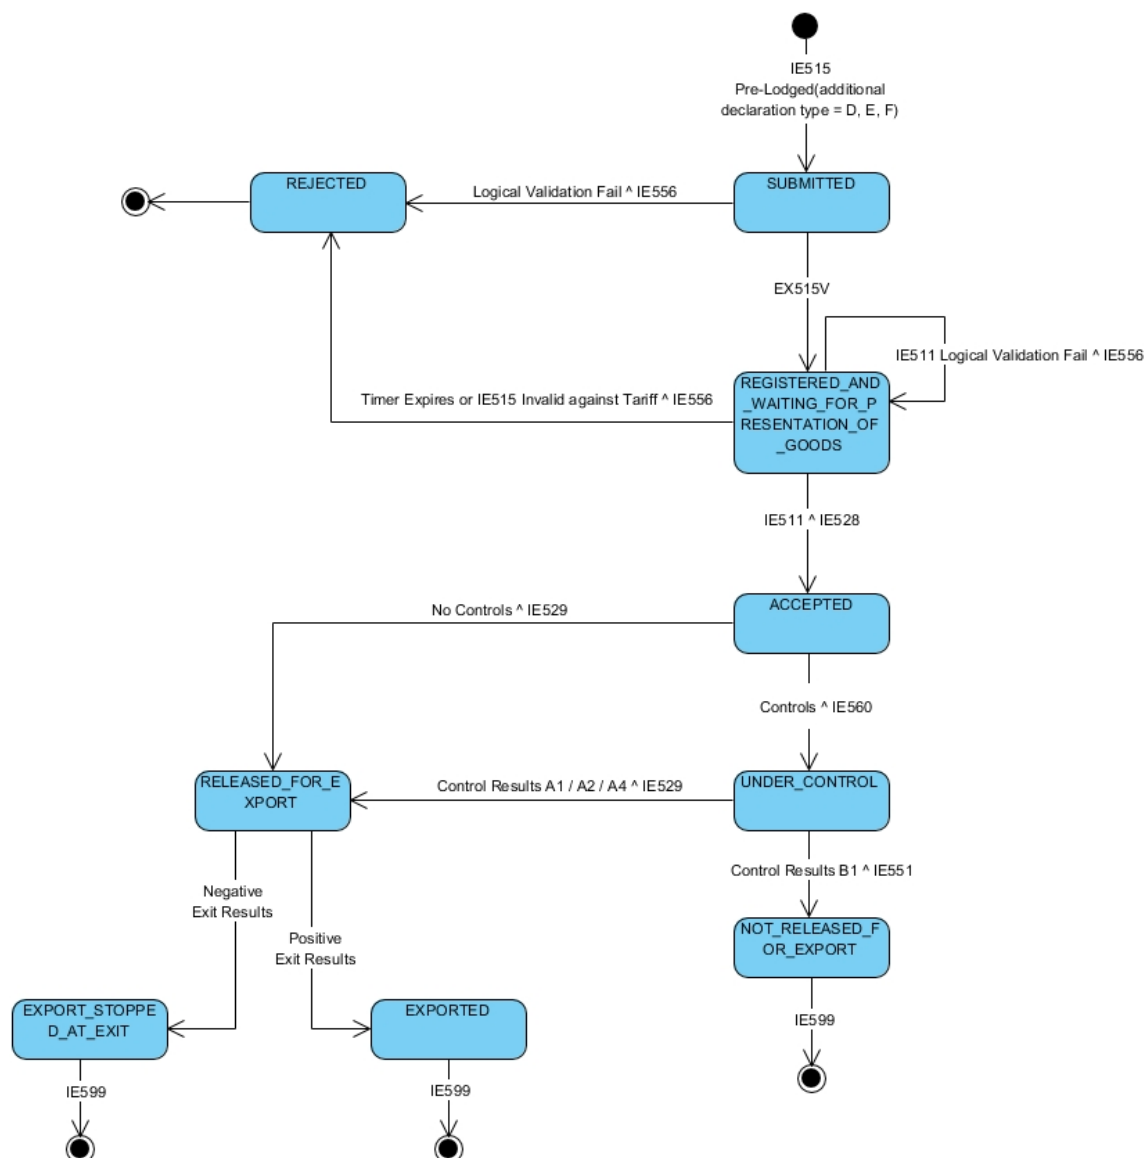 IE515
Pre-Lodged(additional
declaration type = D, E, F)
REJECTED
Logical Validation Fail ^ IE556
SUBMITTED
EX515V
IE511 Logical Validation Fail ^ IE556
REGISTERED_AND
_WAITING_FOR_P
RESENTATION_OF
_GOODS
Timer Expires or IE515 Invalid against Tariff ^ IE556
IE511 ^ IE528
ACCEPTED
No Controls ^ IE529
Controls ^ IE560
RELEASED_FOR_E
XPORT
Control Results A1 / A2 / A4 ^ IE529
UNDER_CONTROL
Control Results B1 ^ IE551
Negative
Exit Results
Positive
Exit Results
NOT_RELEASED_F
OR_EXPORT
EXPORT_STOPPE
D_AT_EXIT
EXPORTED
IE599
IE599
IE599